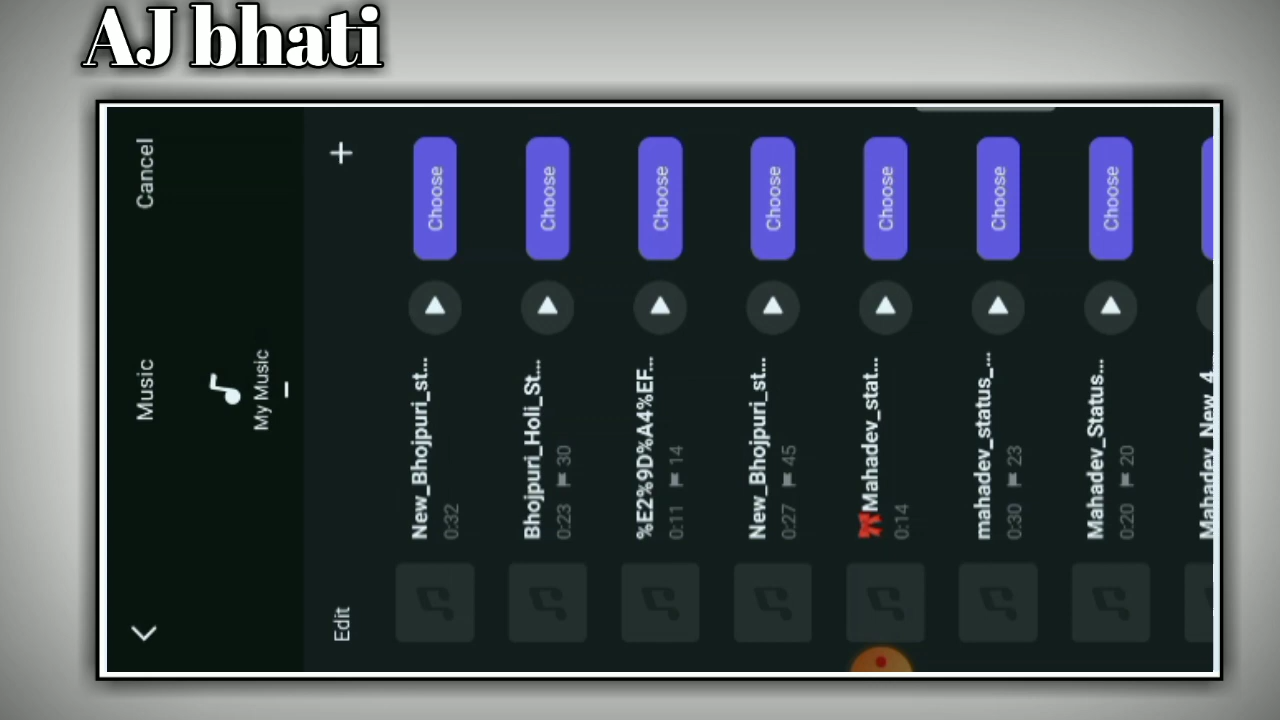 AJ bhati
Music
Cancel
My Music
Edit
+
New_Bhojpuri_st...
0:32
Choose
Bhojpuri_Holi_St...
0:23 30
Choose
%E2%9D%A4%EF...
0:11 14
Choose
New_Bhojpuri_st...
0:27 45
Choose
Mahadev_stat...
0:14
Choose
mahadev_status_...
0:30 23
Choose
Mahadev_Status...
0:20 20
Choose
Mahadev_New_4